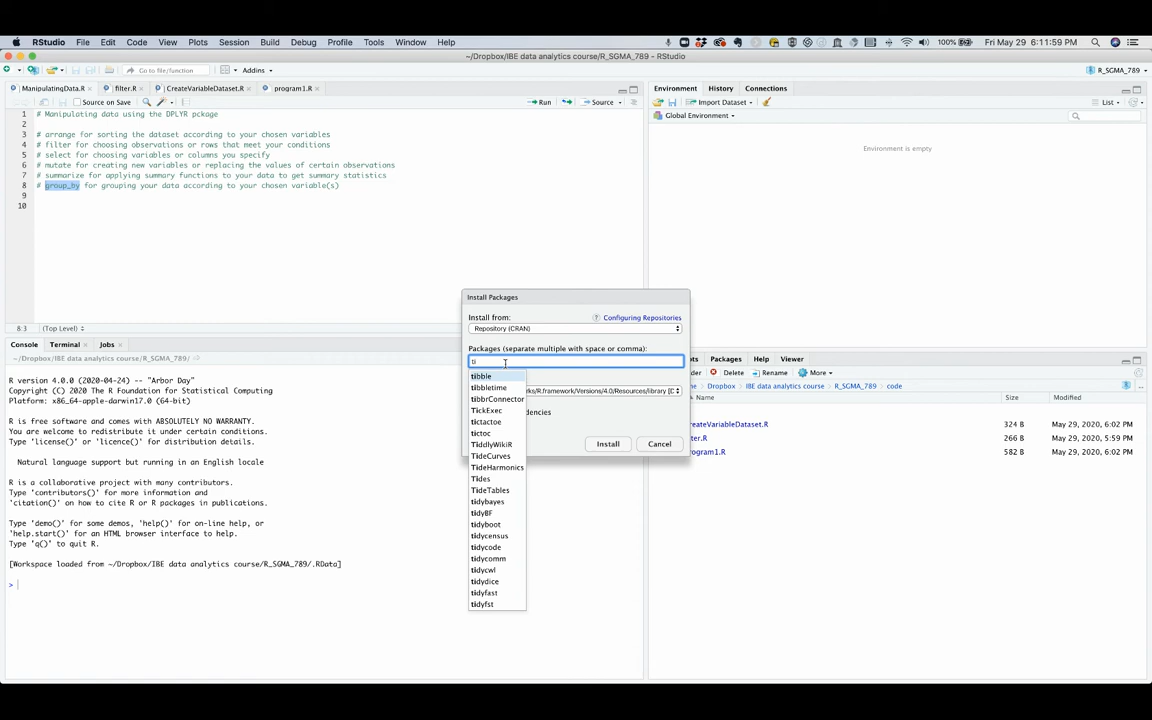 RStudio File Edit Code View Plots Session Build Debug Profile Tools Window Help 100% Fri May 29 6:11:59 PM
~/Dropbox/IBE data analytics course/R_SGMA_789 - RStudio
Go to file/function Addins R_SGMA_789
ManipulatingData.R filter.R CreateVariableDataset.R program1.R
Source on Save Run Source
1 # Manipulating data using the DPLYR pckage
2
3 # arrange for sorting the dataset according to your chosen variables
4 # filter for choosing observations or rows that meet your conditions
5 # select for choosing variables or columns you specify
6 # mutate for creating new variables or replacing the values of certain observations
7 # summarize for applying summary functions to your data to get summary statistics
8 # group_by for grouping your data according to your chosen variable(s)
9
10
8:3 (Top Level) R Script
Environment History Connections
Import Dataset List
Global Environment
Environment is empty
Install Packages
Install from: ? Configuring Repositories
Repository (CRAN)
Packages (separate multiple with space or comma):
ti
tibble
tibbletime
rks/R.framework/Versions/4.0/Resources/library [D
tibbrConnector
TickExec
ndencies
tictactoe
tictoc
TiddlyWikiR
TideCurves
TideHarmonics
Tides
TideTables
tidybayes
tidyBF
tidyboot
tidycensus
tidycode
tidycomm
tidycwl
tidydice
tidyfast
tidyfst
Install Cancel
Console Terminal Jobs
~/Dropbox/IBE data analytics course/R_SGMA_789/
R version 4.0.0 (2020-04-24) -- "Arbor Day"
Copyright (C) 2020 The R Foundation for Statistical Computing
Platform: x86_64-apple-darwin17.0 (64-bit)
R is free software and comes with ABSOLUTELY NO WARRANTY.
You are welcome to redistribute it under certain conditions.
Type 'license()' or 'licence()' for distribution details.
Natural language support but running in an English locale
R is a collaborative project with many contributors.
Type 'contributors()' for more information and
'citation()' on how to cite R or R packages in publications.
Type 'demo()' for some demos, 'help()' for on-line help, or
'help.start()' for an HTML browser interface to help.
Type 'q()' to quit R.
[Workspace loaded from ~/Dropbox/IBE data analytics course/R_SGMA_789/.RData]
>
ots Packages Help Viewer
der Delete Rename More
me Dropbox IBE data analytics course R_SGMA_789 code
Name Size Modified
reateVariableDataset.R 324 B May 29, 2020, 6:02 PM
ter.R 266 B May 29, 2020, 5:59 PM
rogram1.R 582 B May 29, 2020, 6:02 PM